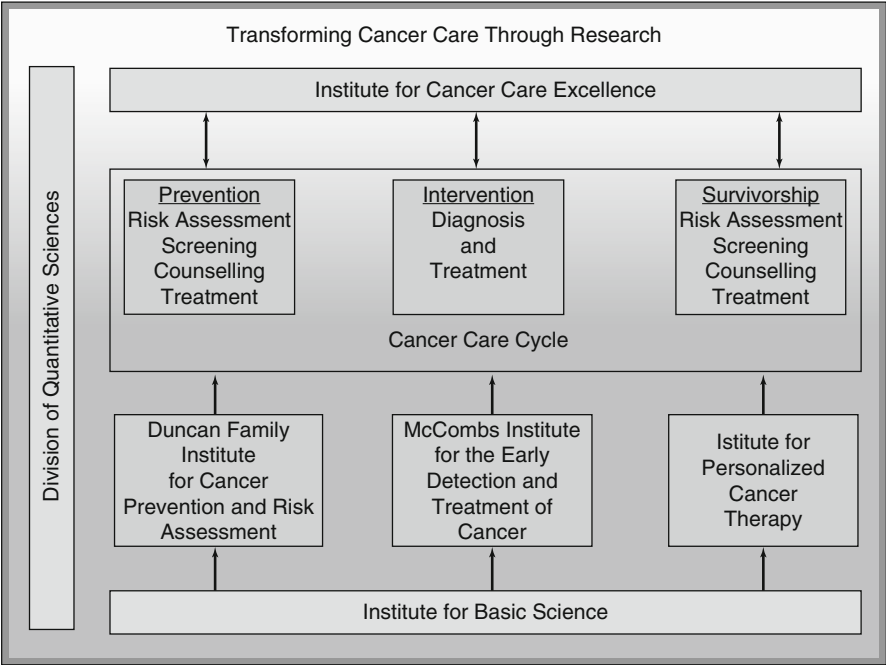 Transforming Cancer Care Through Research
Division of Quantitative Sciences
Institute for Cancer Care Excellence
Prevention
Risk Assessment
Screening
Counselling
Treatment
Intervention
Diagnosis
and
Treatment
Survivorship
Risk Assessment
Screening
Counselling
Treatment
Cancer Care Cycle
Duncan Family
Institute
for Cancer
Prevention and Risk
Assessment
McCombs Institute
for the Early
Detection and
Treatment of
Cancer
Istitute for
Personalized
Cancer
Therapy
Institute for Basic Science